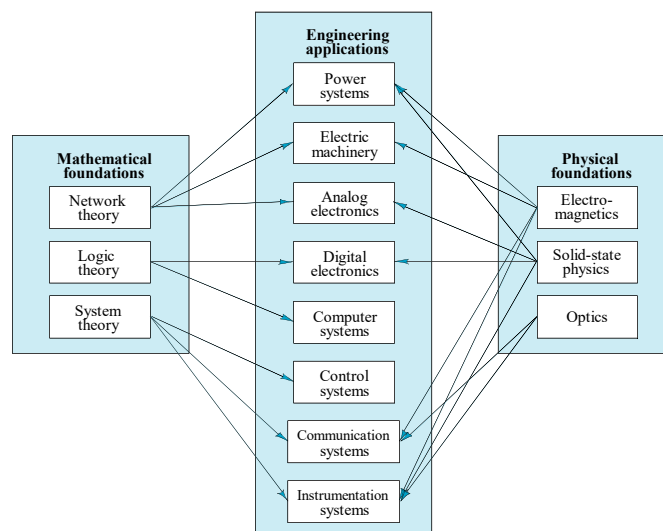 Engineering
applications
Power
systems
Electric
machinery
Analog
electronics
Digital
electronics
Computer
systems
Control
systems
Communication
systems
Instrumentation
systems
Mathematical
foundations
Network
theory
Logic
theory
System
theory
Physical
foundations
Electro-
magnetics
Solid-state
physics
Optics